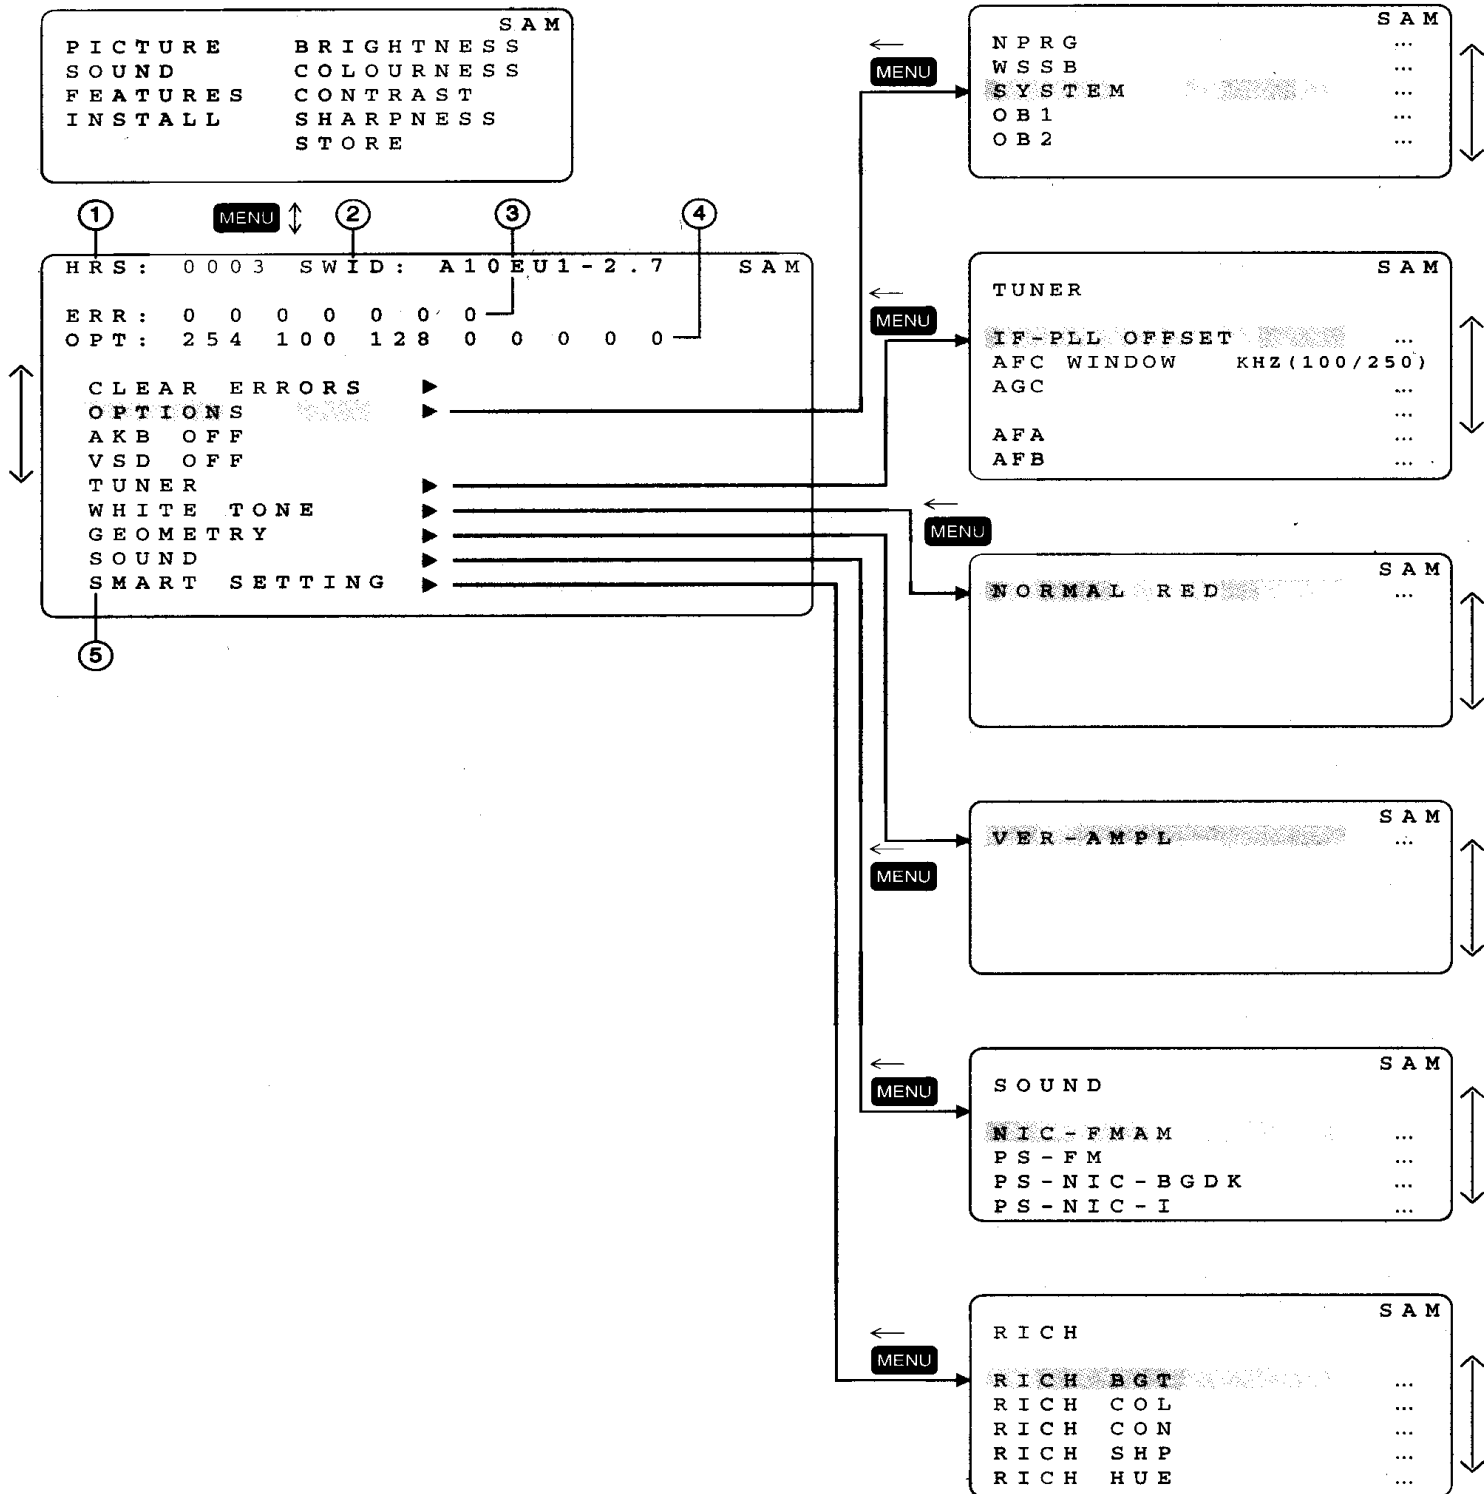 SAM
PICTURE BRIGHTNESS
SOUND COLOURNESS
FEATURES CONTRAST
INSTALL SHARPNESS
STORE
1 MENU 2 3 4
HRS: 0003 SWID: A10EU1-2.7 SAM
ERR: 0 0 0 0 0 0 0
OPT: 254 100 128 0 0 0 0 0
CLEAR ERRORS
OPTIONS
AKB OFF
VSD OFF
TUNER
WHITE TONE
GEOMETRY
SOUND
SMART SETTING
5
MENU
SAM
NPRG ...
WSSB ...
SYSTEM ...
OB1 ...
OB2 ...
MENU
SAM
TUNER
IF-PLL OFFSET ...
AFC WINDOW KHZ(100/250)
AGC ...
...
AFA ...
AFB ...
MENU
SAM
NORMAL RED ...
MENU
SAM
VER-AMPL ...
MENU
SAM
SOUND
NIC-FMAM ...
PS-FM ...
PS-NIC-BGDK ...
PS-NIC-I ...
MENU
SAM
RICH
RICH BGT ...
RICH COL ...
RICH CON ...
RICH SHP ...
RICH HUE ...